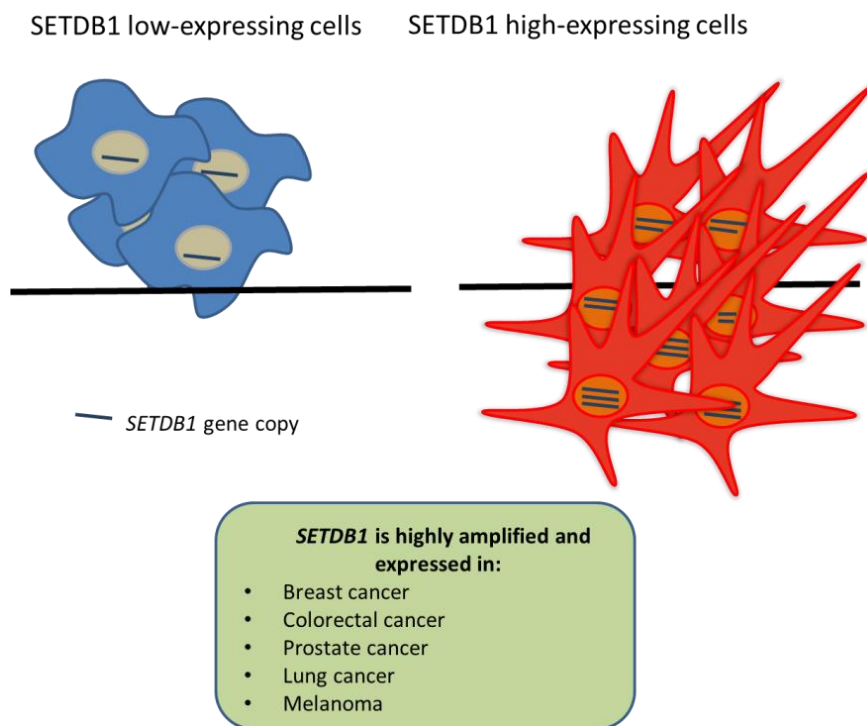 SETDB1 low-expressing cells
SETDB1 high-expressing cells
SETDB1 gene copy
SETDB1 is highly amplified and
expressed in:
• Breast cancer
• Colorectal cancer
• Prostate cancer
• Lung cancer
• Melanoma